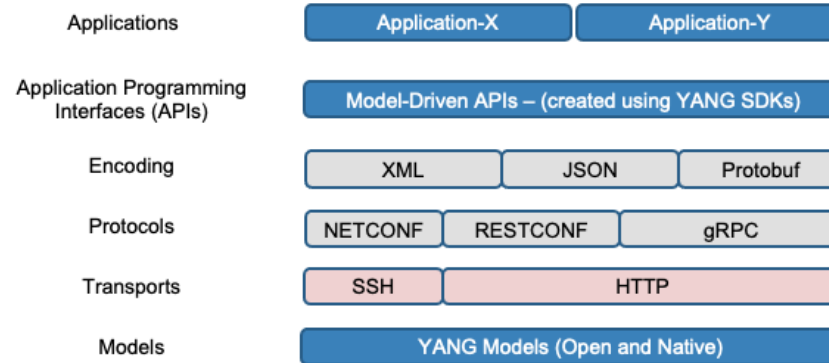 Applications
Application-X
Application-Y
Application Programming
Interfaces (APIs)
Model-Driven APIs – (created using YANG SDKs)
Encoding
XML
JSON
Protobuf
Protocols
NETCONF
RESTCONF
gRPC
Transports
SSH
HTTP
Models
YANG Models (Open and Native)